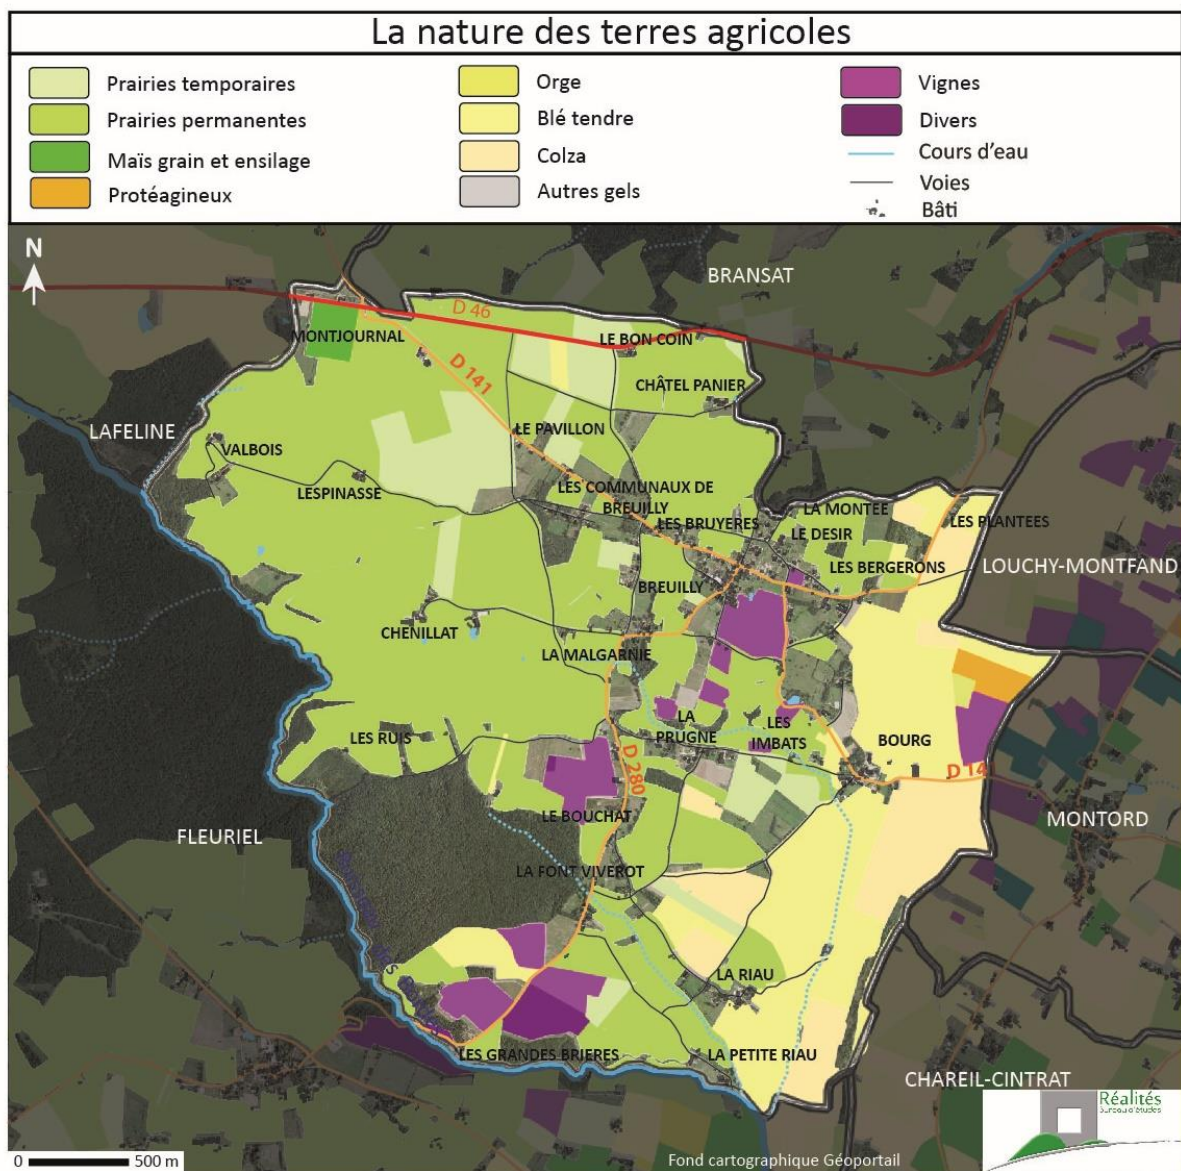 La nature des terres agricoles
Prairies temporaires
Prairies permanentes
Maïs grain et ensilage
Protéagineux
Orge
Blé tendre
Colza
Autres gels
Vignes
Divers
Cours d'eau
Voies
Bâti
N
BRANSAT
D 46
MONTJOURNAL
LE BON COIN
D 141
CHÂTEL PANIER
LAFELINE
LE PAVILLON
VALBOIS
LESPINASSE
LES COMMUNAUX DE
BREUILLY
LES BRUYERES
LA MONTEE
LE DESIR
LES PLANTEES
LES BERGERONS
LOUCHY-MONTFAND
BREUILLY
CHENILLAT
LA MALGARNIE
LA
PRUGNE
LES
IMBATS
LES RUIS
BOURG
D 280
D 14
LE BOUCHAT
MONTORD
FLEURIEL
LA FONT VIVEROT
LA RIAU
LES GRANDES BRIERES
LA PETITE RIAU
CHAREIL-CINTRAT
Réalités
Bureau d'études
0 500 m
Fond cartographique Géoportail